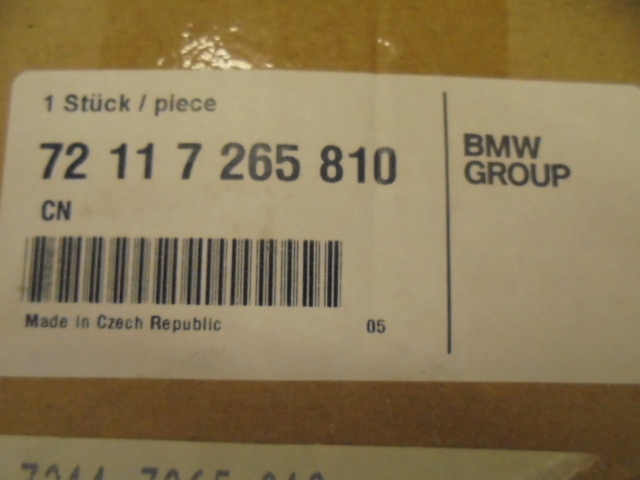 1 Stück / piece
72 11 7 265 810
CN
Made in Czech Republic 05
BMW
GROUP